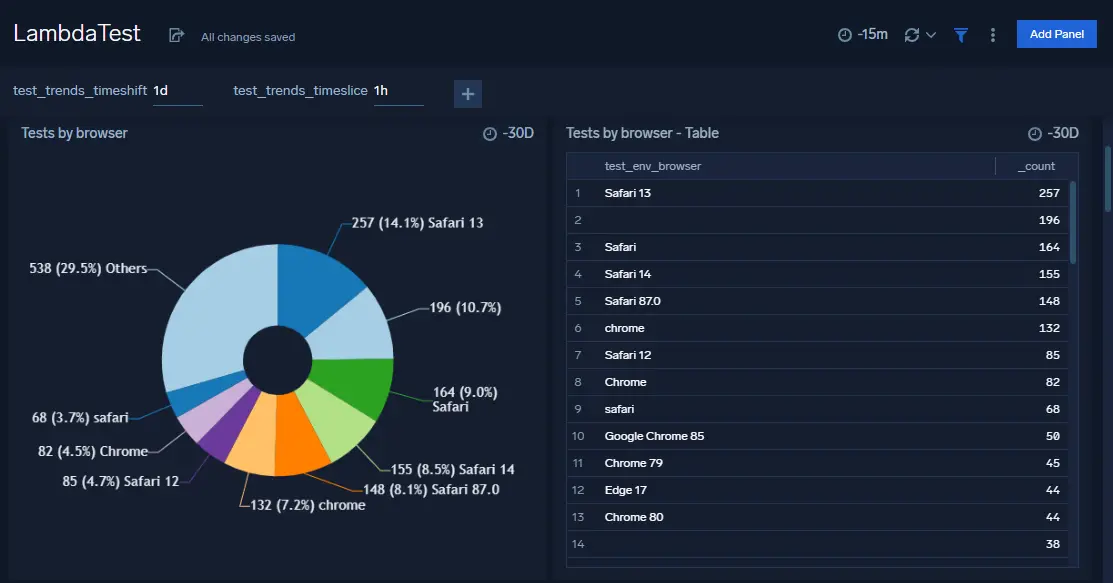 LambdaTest
All changes saved
-15m
Add Panel
test_trends_timeshift 1d
test_trends_timeslice 1h
+
Tests by browser
-30D
257 (14.1%) Safari 13
196 (10.7%)
164 (9.0%)
Safari
155 (8.5%) Safari 14
148 (8.1%) Safari 87.0
132 (7.2%) chrome
85 (4.7%) Safari 12
82 (4.5%) Chrome
68 (3.7%) safari
538 (29.5%) Others
Tests by browser - Table
-30D
test_env_browser _count
1 Safari 13 257
2 196
3 Safari 164
4 Safari 14 155
5 Safari 87.0 148
6 chrome 132
7 Safari 12 85
8 Chrome 82
9 safari 68
10 Google Chrome 85 50
11 Chrome 79 45
12 Edge 17 44
13 Chrome 80 44
14 38